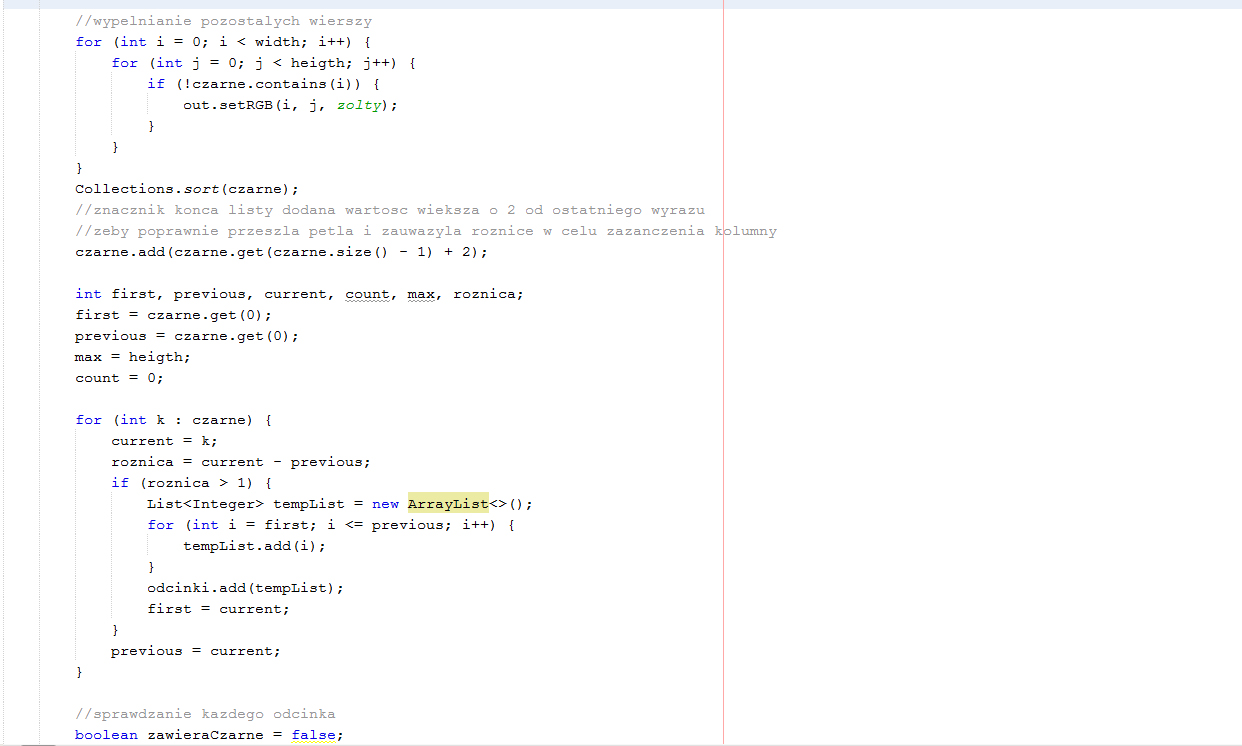 //wypelnianie pozostalych wierszy
for (int i = 0; i < width; i++) {
for (int j = 0; j < heigth; j++) {
if (!czarne.contains(i)) {
out.setRGB(i, j, zolty);
}
}
}
Collections.sort(czarne);
//znacznik konca listy dodana wartosc wieksza o 2 od ostatniego wyrazu
//zeby poprawnie przeszla petla i zauwazyla roznice w celu zazanczenia kolumny
czarne.add(czarne.get(czarne.size() - 1) + 2);
int first, previous, current, count, max, roznica;
first = czarne.get(0);
previous = czarne.get(0);
max = heigth;
count = 0;
for (int k : czarne) {
current = k;
roznica = current - previous;
if (roznica > 1) {
List<Integer> tempList = new ArrayList<>();
for (int i = first; i <= previous; i++) {
tempList.add(i);
}
odcinki.add(tempList);
first = current;
}
previous = current;
}
//sprawdzanie kazdego odcinka
boolean zawieraCzarne = false;